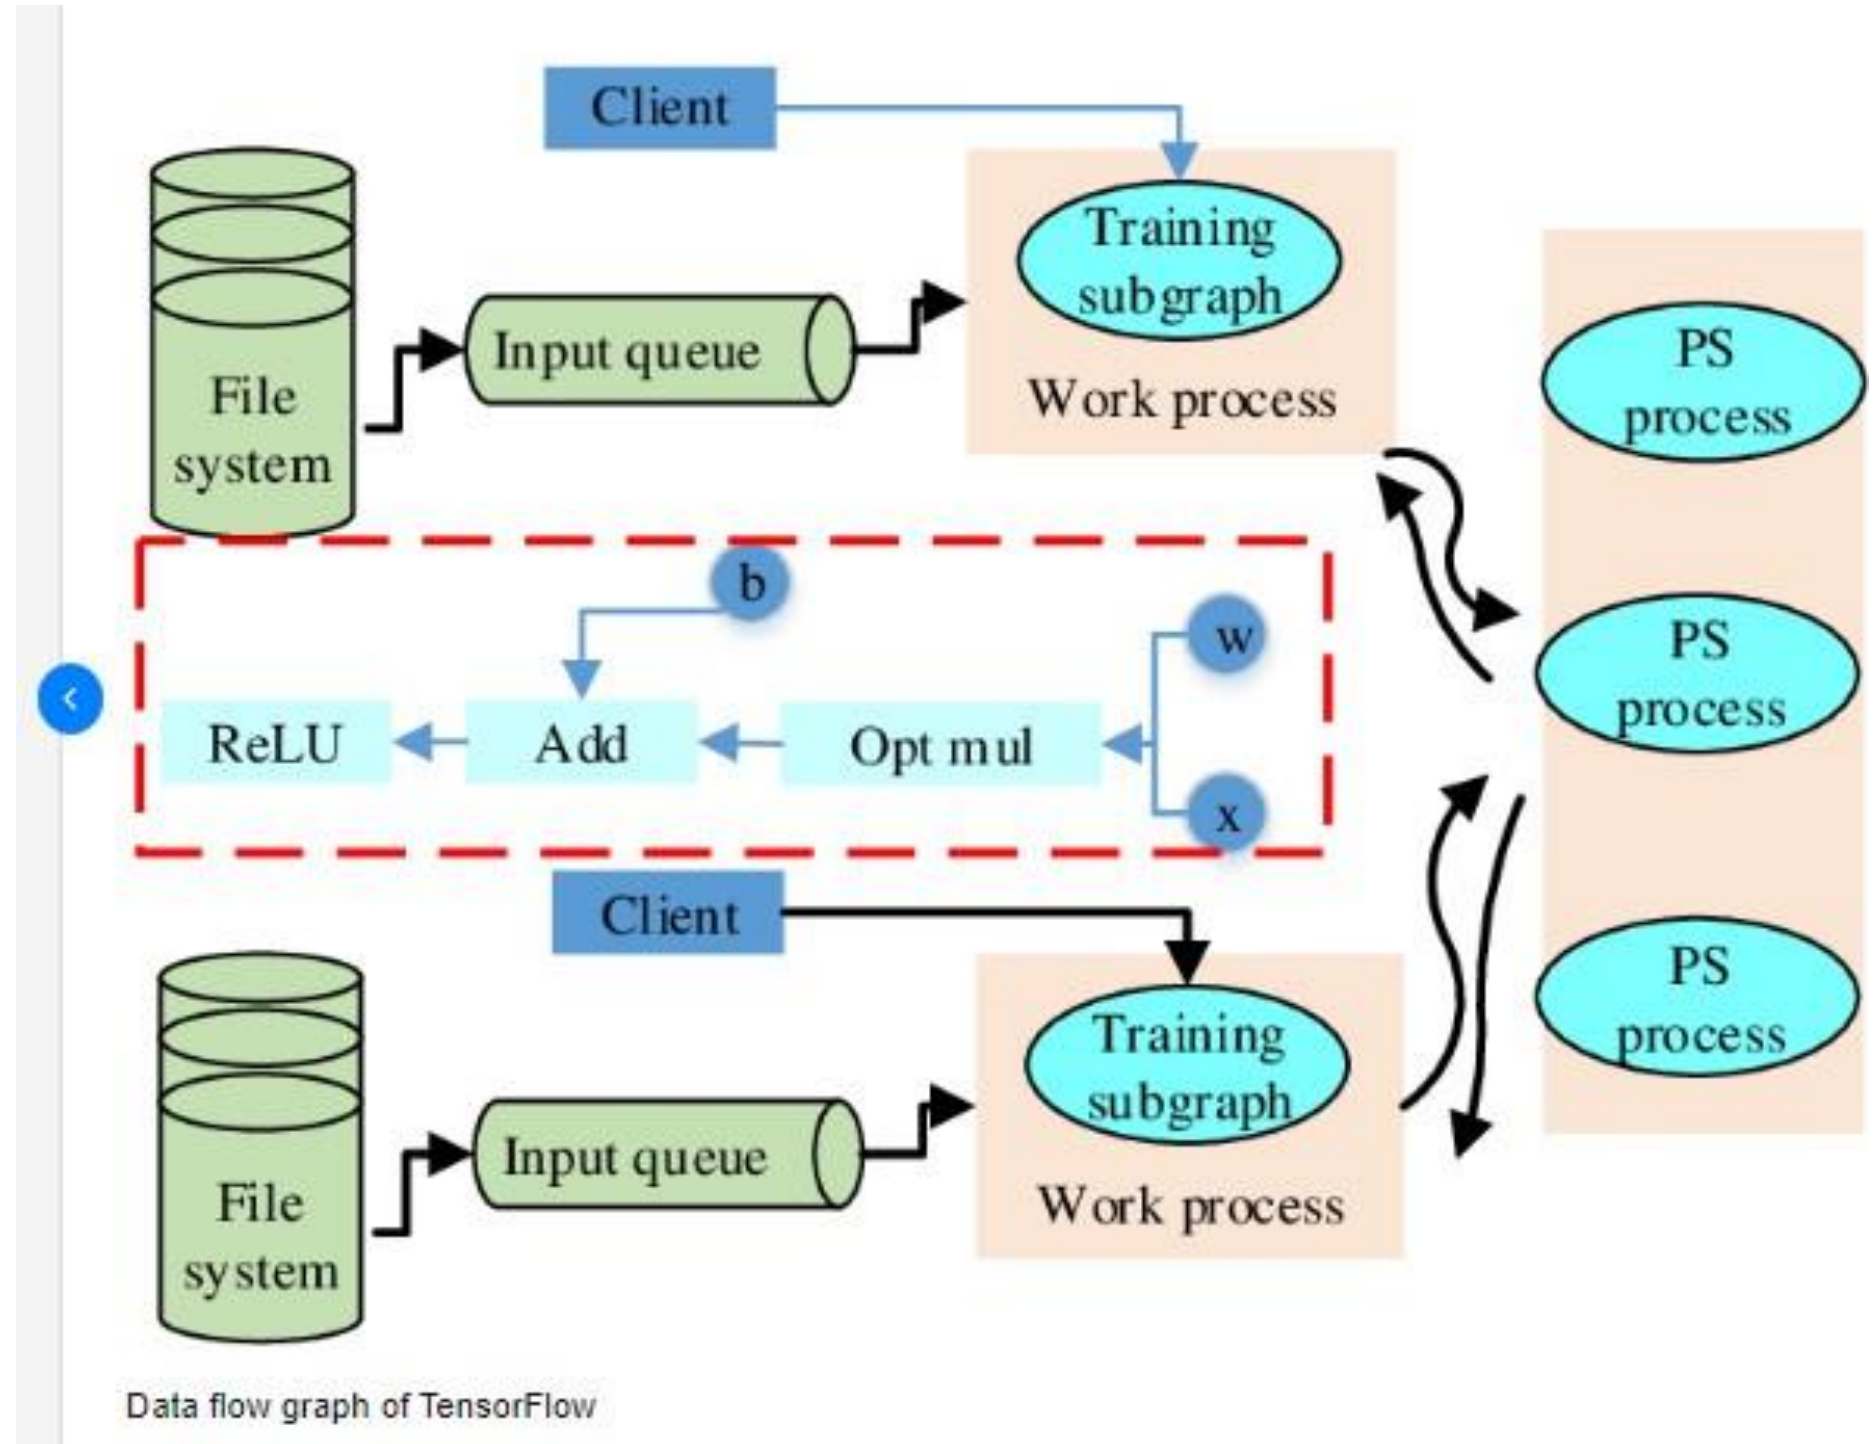 Client
Training
subgraph
Work process
Input queue
File
system
PS
process
b
w
ReLU
Add
Opt mul
x
PS
process
Client
Training
subgraph
Work process
Input queue
File
system
PS
process
Data flow graph of TensorFlow